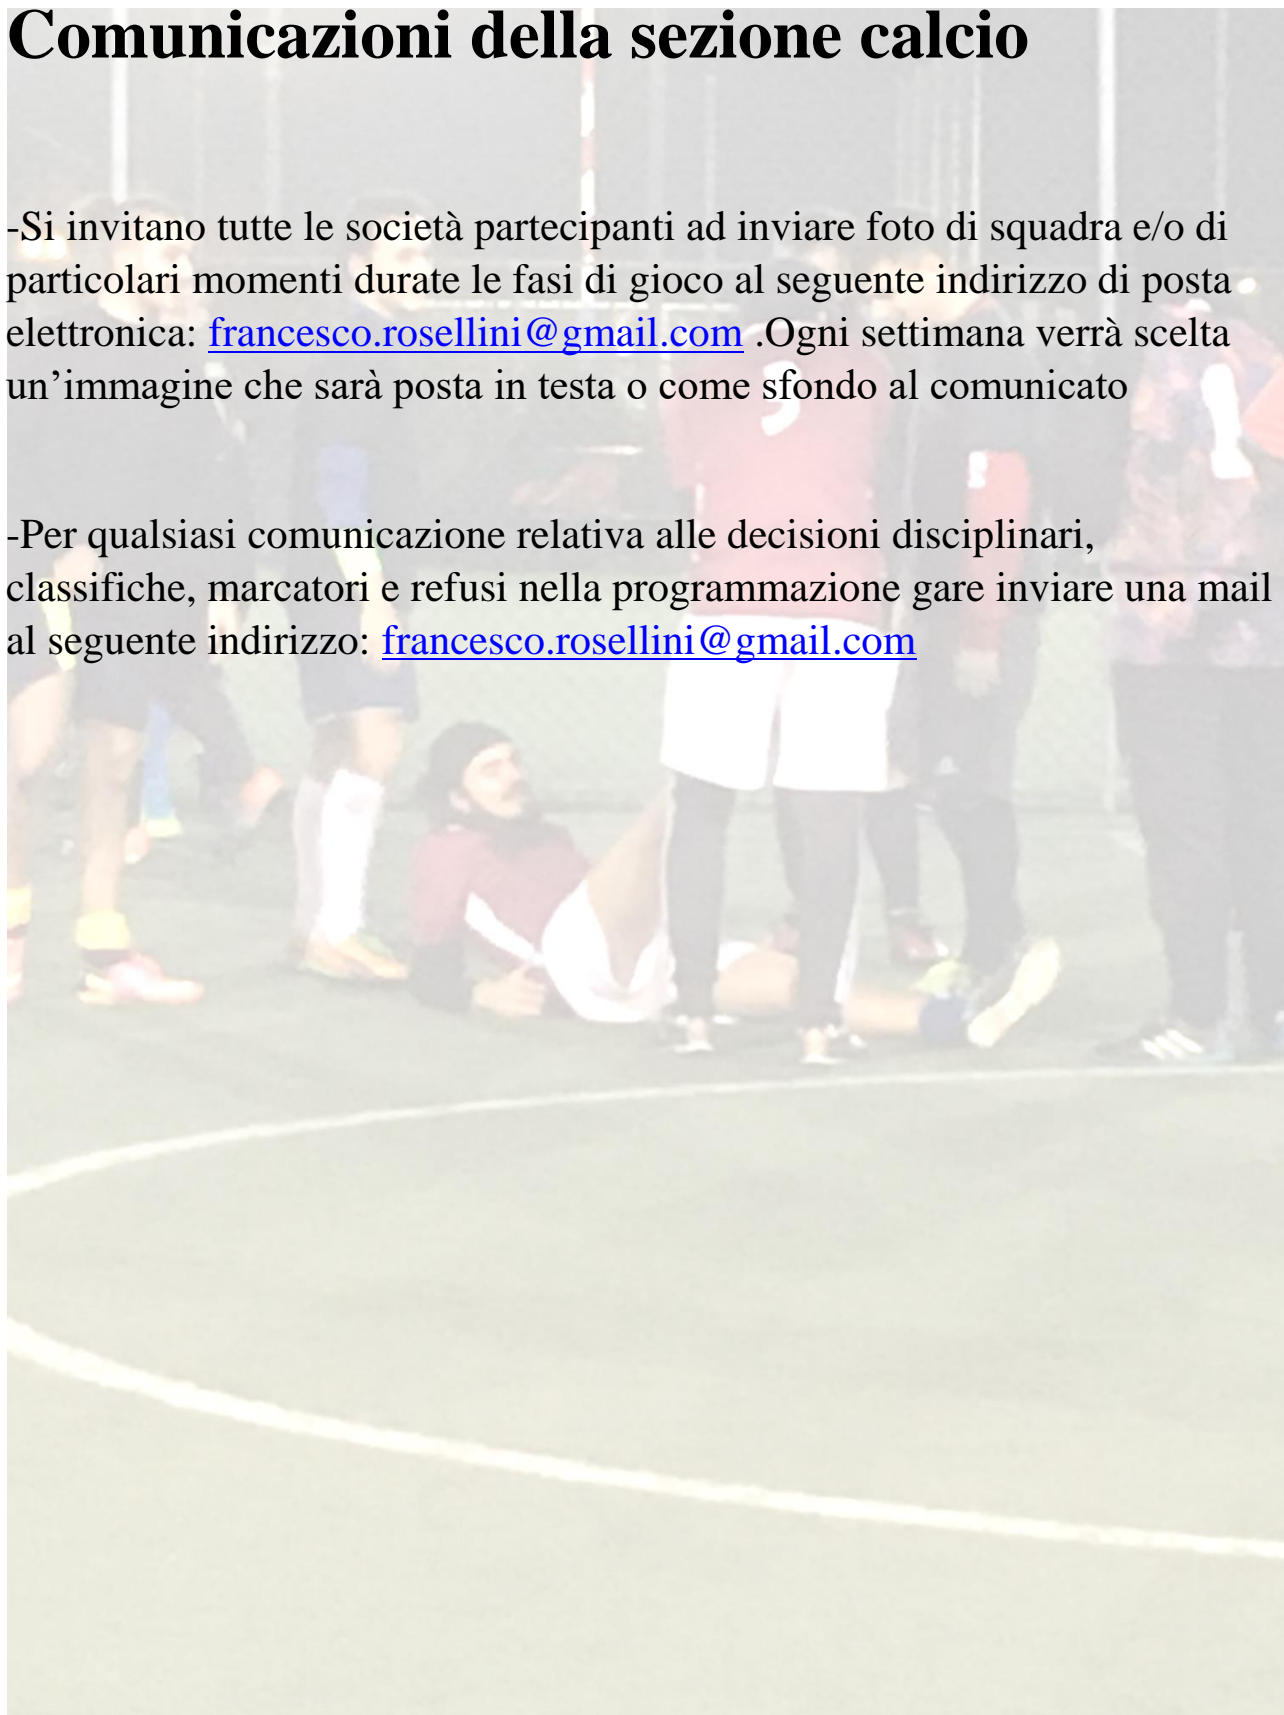 Comunicazioni della sezione calcio
-Si invitano tutte le società partecipanti ad inviare foto di squadra e/o di
particolari momenti durate le fasi di gioco al seguente indirizzo di posta
elettronica: francesco.rosellini@gmail.com .Ogni settimana verrà scelta
un’immagine che sarà posta in testa o come sfondo al comunicato
-Per qualsiasi comunicazione relativa alle decisioni disciplinari,
classifiche, marcatori e refusi nella programmazione gare inviare una mail
al seguente indirizzo: francesco.rosellini@gmail.com